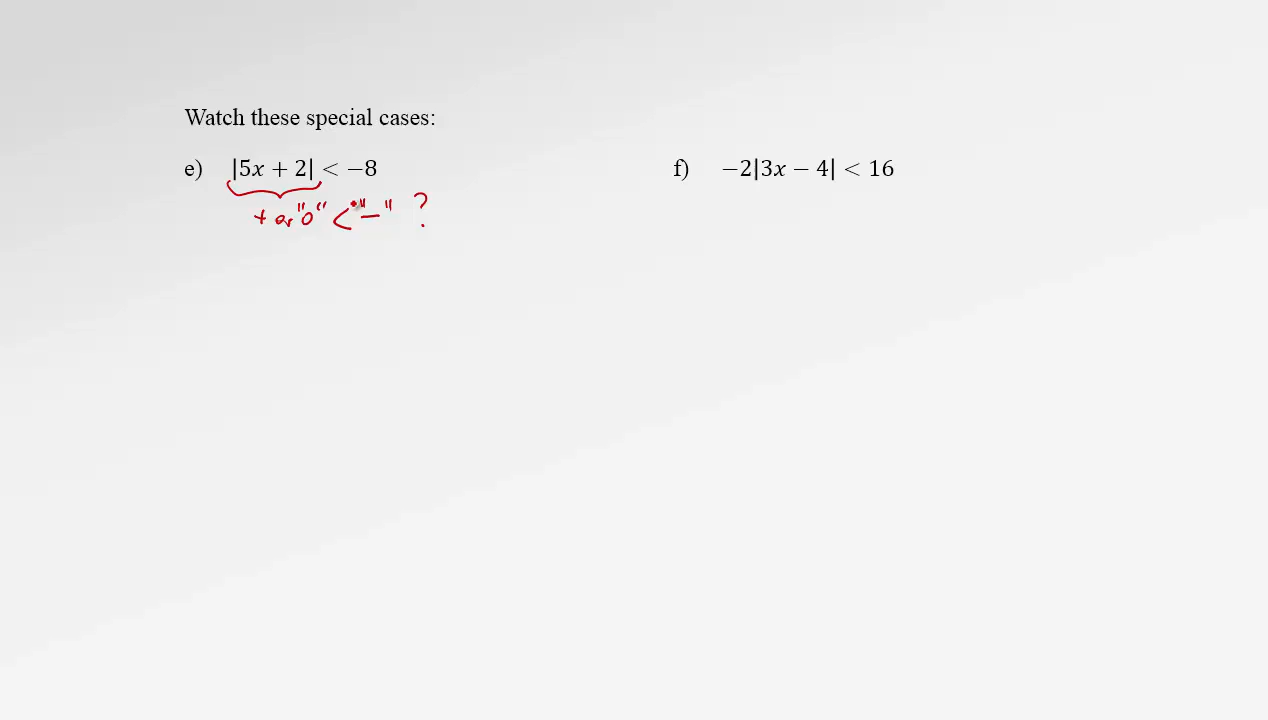 Watch these special cases:
e) |5x + 2| < −8
+ or "0" < "−" ?
f) −2|3x − 4| < 16